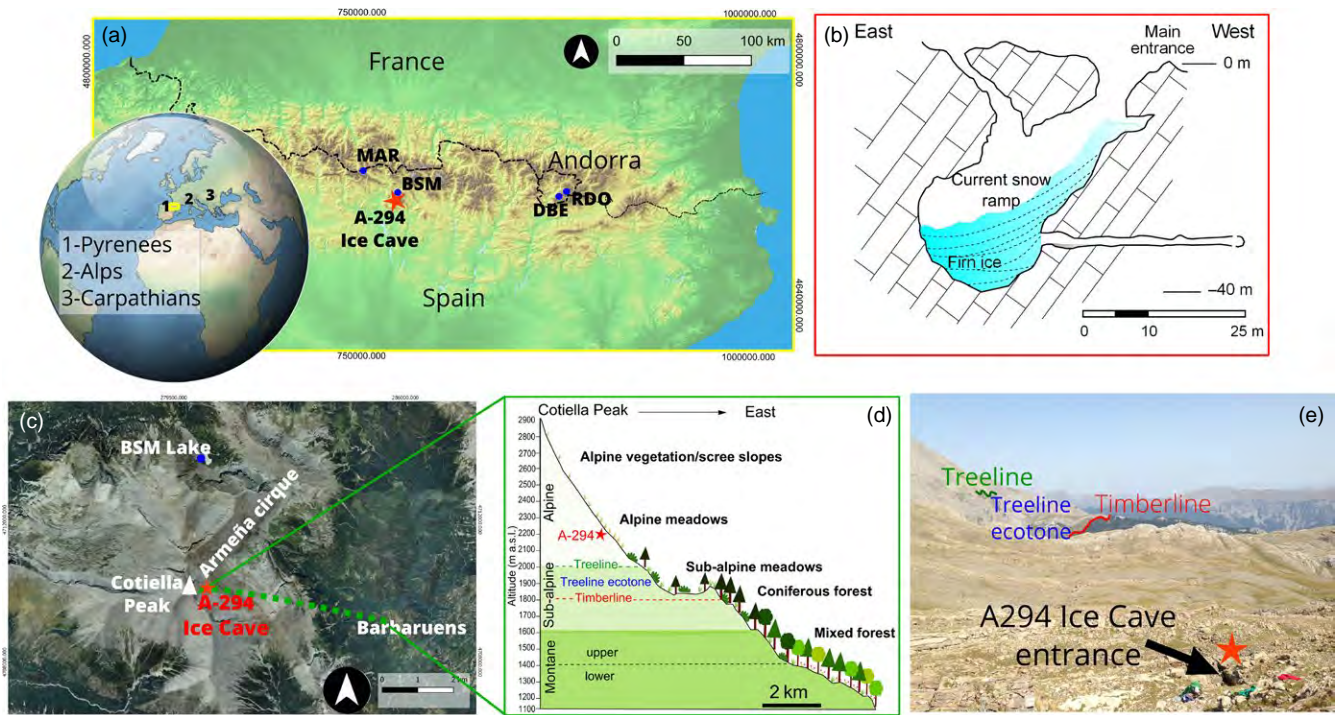 (a)
750000.000
1000000.000
4800000.000
4800000.000
0 50 100 km
France
MAR
BSM
Andorra
RDO
DBE
A-294
Ice Cave
Spain
1
2
3
1-Pyrenees
2-Alps
3-Carpathians
4640000.000
750000.000
1000000.000
(b)
East
Main
entrance
West
0 m
Current snow
ramp
Firn ice
–40 m
0 10 25 m
(c)
BSM Lake
Armeña cirque
Cotiella
Peak
A-294
Ice Cave
Barbaruens
0 1 2 km
(d)
Cotiella Peak
East
Altitude (m a.s.l.)
2900
2800
2700
2600
2500
2400
2300
2200
2100
2000
1900
1800
1700
1600
1500
1400
1300
1200
1100
Alpine
Sub-alpine
Montane
Alpine vegetation/scree slopes
Alpine meadows
A-294
Treeline
Sub-alpine meadows
Treeline ecotone
Coniferous forest
Timberline
Mixed forest
upper
lower
2 km
(e)
Treeline
Treeline
ecotone
Timberline
A294 Ice Cave
entrance